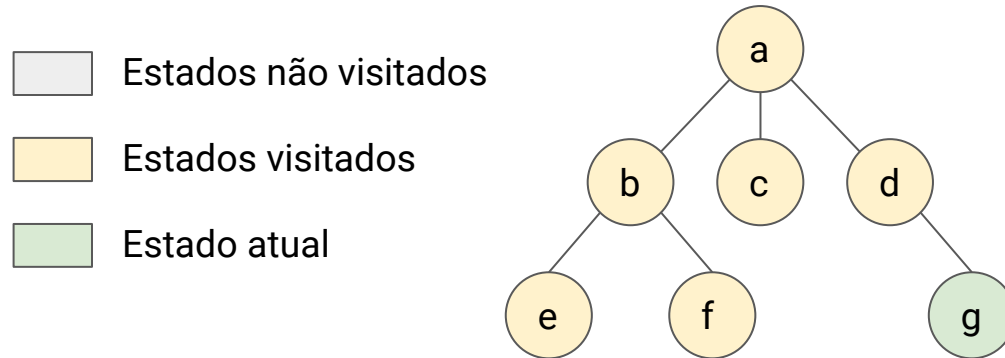 Estados não visitados
Estados visitados
Estado atual
a
b c d
e f g